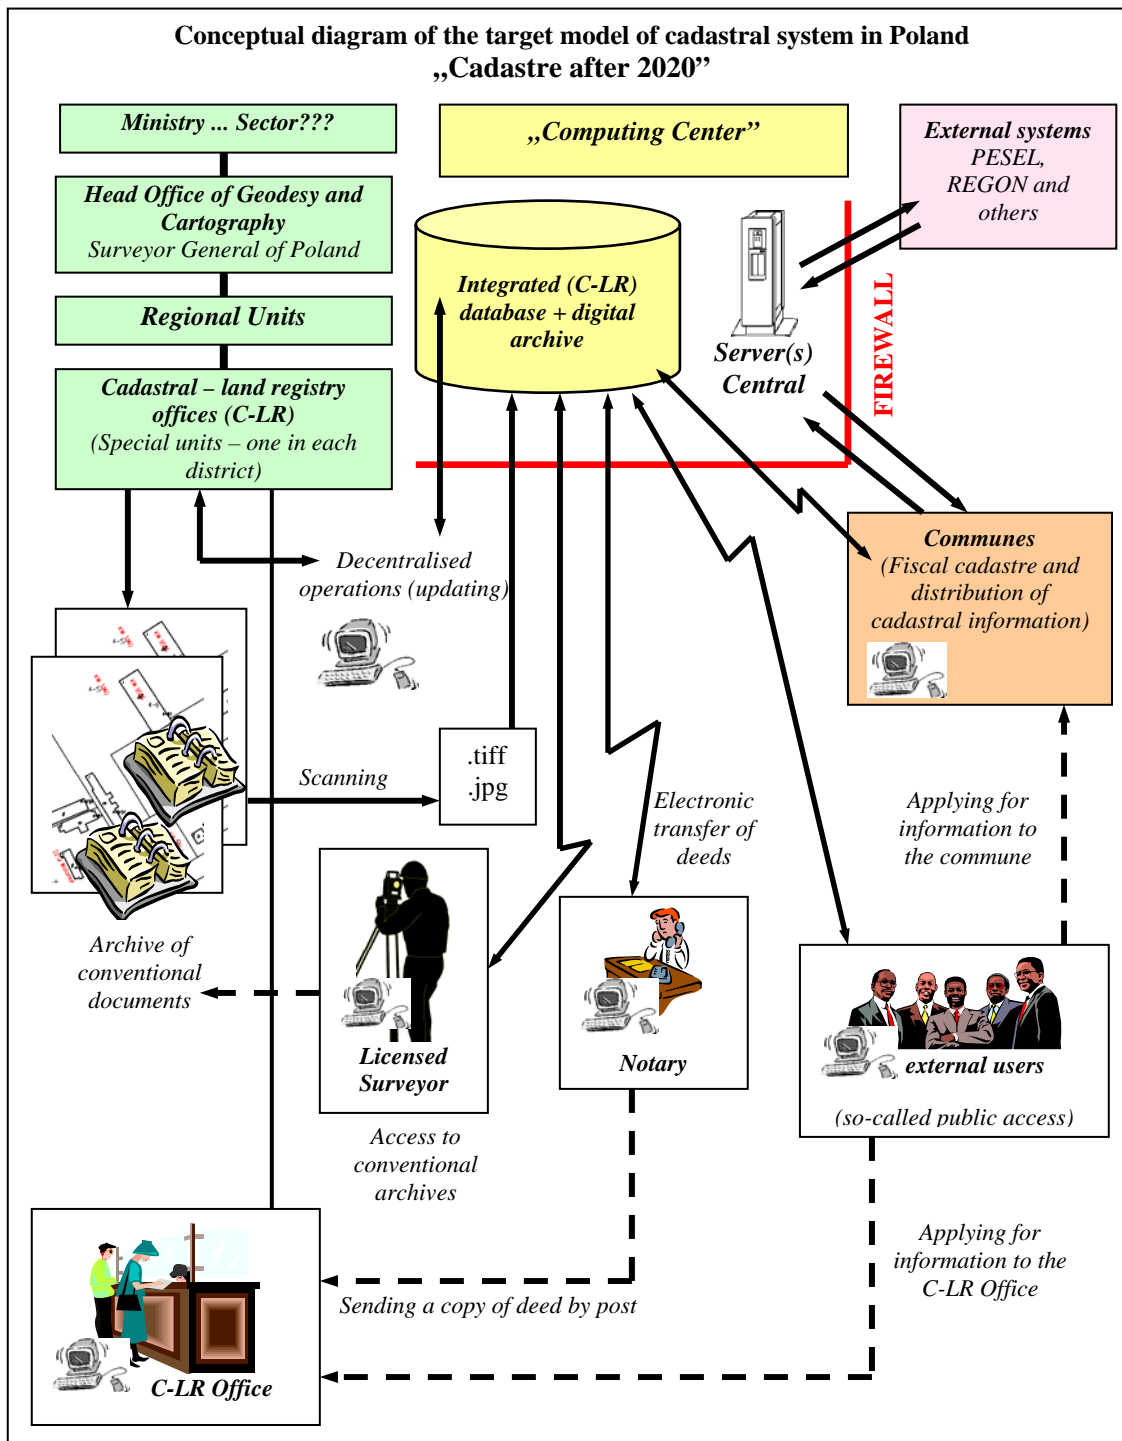 Conceptual diagram of the target model of cadastral system in Poland
„Cadastre after 2020”
Ministry ... Sector???
Head Office of Geodesy and
Cartography
Surveyor General of Poland
Regional Units
Cadastral – land registry
offices (C-LR)
(Special units – one in each
district)
„Computing Center”
Integrated (C-LR)
database + digital
archive
Server(s)
Central
FIREWALL
External systems
PESEL,
REGON and
others
Communes
(Fiscal cadastre and
distribution of
cadastral information)
Decentralised
operations (updating)
Scanning
.tiff
.jpg
Electronic
transfer of
deeds
Applying for
information to
the commune
Archive of
conventional
documents
Licensed
Surveyor
Notary
external users
(so-called public access)
Access to
conventional
archives
Applying for
information to the
C-LR Office
Sending a copy of deed by post
C-LR Office